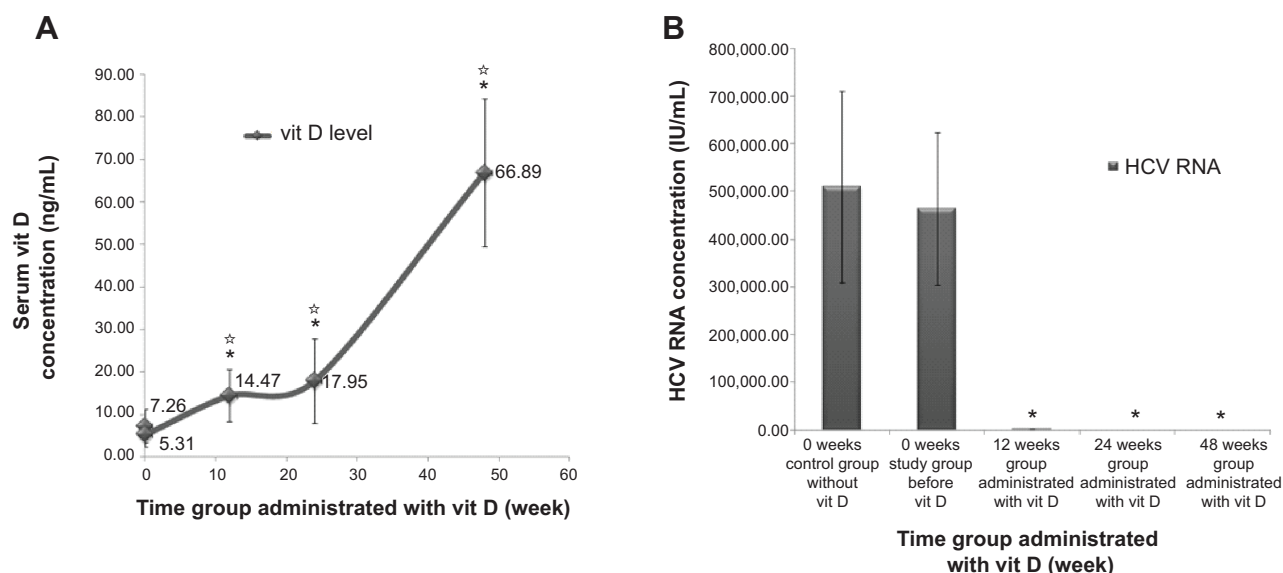 A
Serum vit D
concentration (ng/mL)
90.00
80.00
70.00
60.00
50.00
40.00
30.00
20.00
10.00
0.00
vit D level
☆
*
66.89
☆
*
17.95
☆
*
14.47
7.26
5.31
0 10 20 30 40 50 60
Time group administrated with vit D (week)
B
HCV RNA concentration (IU/mL)
800,000.00
700,000.00
600,000.00
500,000.00
400,000.00
300,000.00
200,000.00
100,000.00
0.00
HCV RNA
* * *
0 weeks
control group
without
vit D
0 weeks
study group
before
vit D
12 weeks
group
administrated
with vit D
24 weeks
group
administrated
with vit D
48 weeks
group
administrated
with vit D
Time group administrated
with vit D (week)